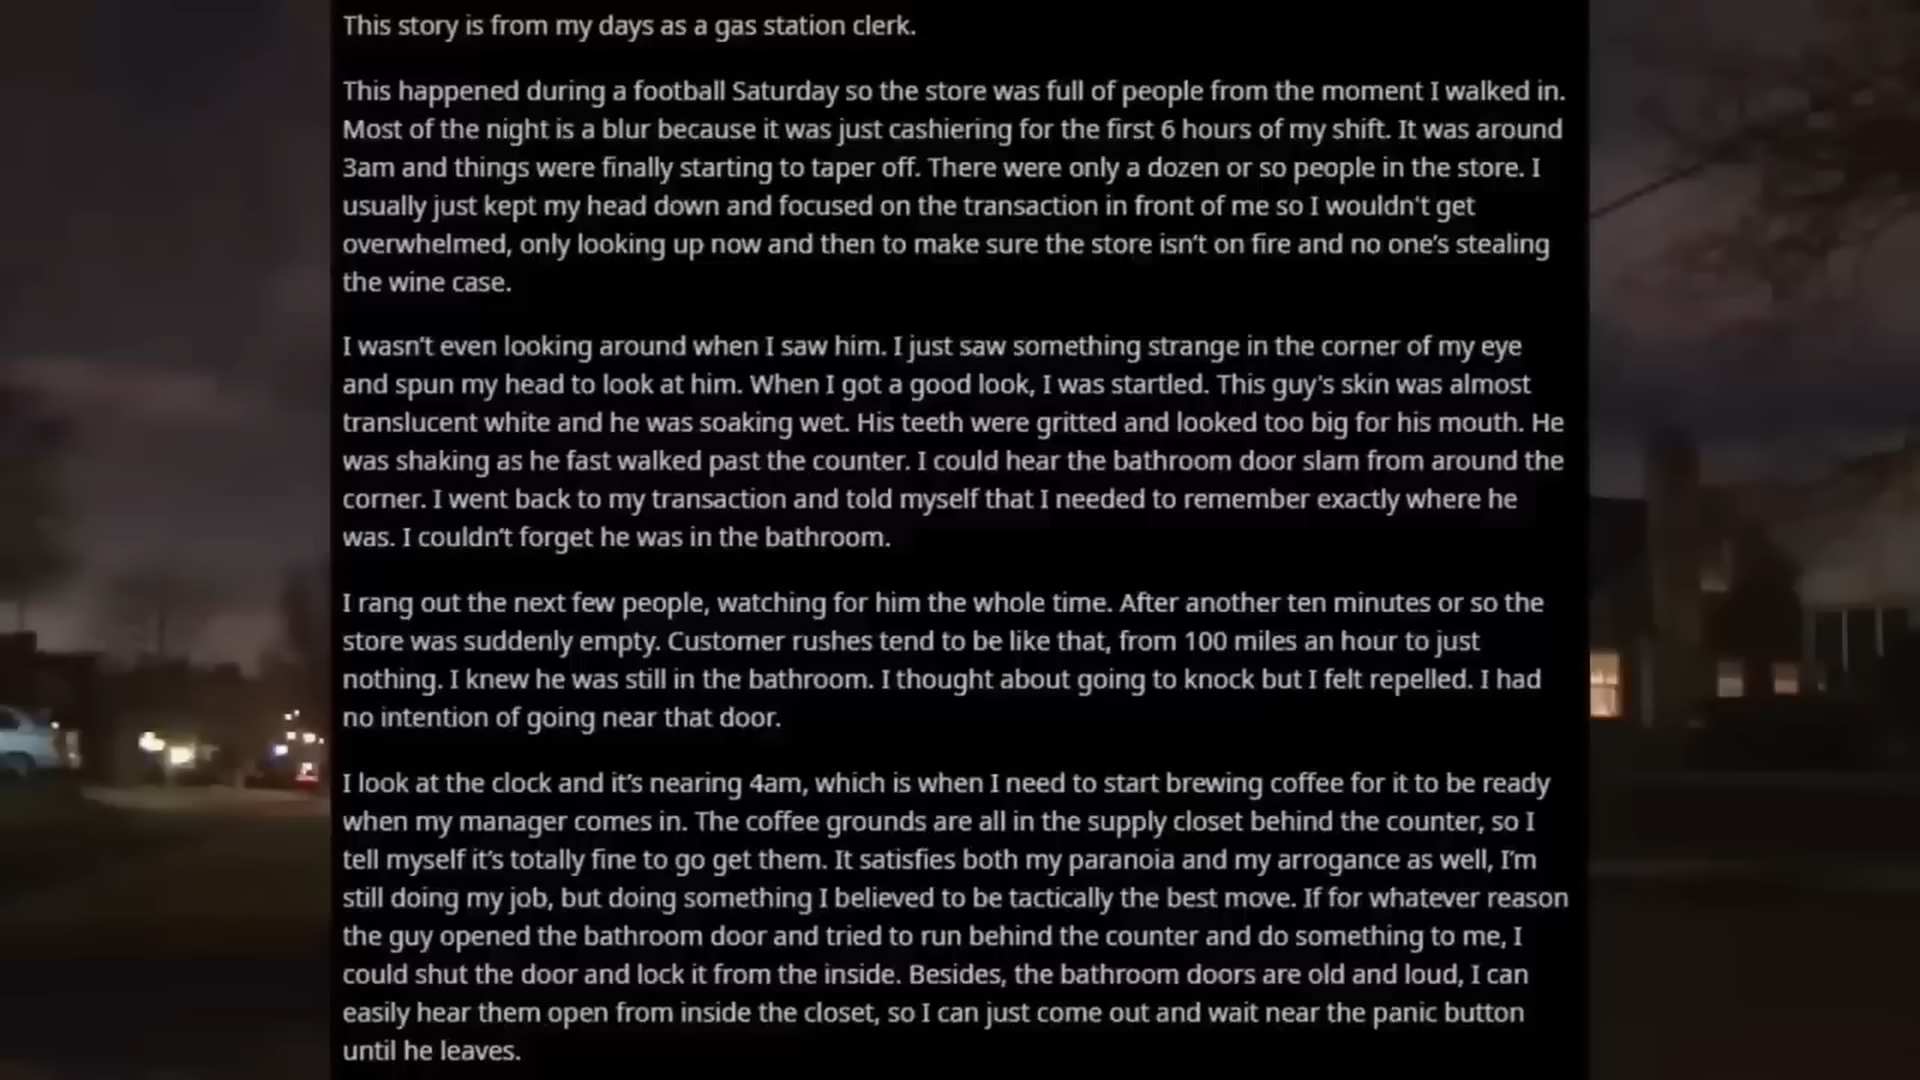 This story is from my days as a gas station clerk.
This happened during a football Saturday so the store was full of people from the moment I walked in.
Most of the night is a blur because it was just cashiering for the first 6 hours of my shift. It was around
3am and things were finally starting to taper off. There were only a dozen or so people in the store. I
usually just kept my head down and focused on the transaction in front of me so I wouldn't get
overwhelmed, only looking up now and then to make sure the store isn't on fire and no one's stealing
the wine case.
I wasn't even looking around when I saw him. I just saw something strange in the corner of my eye
and spun my head to look at him. When I got a good look, I was startled. This guy's skin was almost
translucent white and he was soaking wet. His teeth were gritted and looked too big for his mouth. He
was shaking as he fast walked past the counter. I could hear the bathroom door slam from around the
corner. I went back to my transaction and told myself that I needed to remember exactly where he
was. I couldn't forget he was in the bathroom.
I rang out the next few people, watching for him the whole time. After another ten minutes or so the
store was suddenly empty. Customer rushes tend to be like that, from 100 miles an hour to just
nothing. I knew he was still in the bathroom. I thought about going to knock but I felt repelled. I had
no intention of going near that door.
I look at the clock and it's nearing 4am, which is when I need to start brewing coffee for it to be ready
when my manager comes in. The coffee grounds are all in the supply closet behind the counter, so I
tell myself it's totally fine to go get them. It satisfies both my paranoia and my arrogance as well, I'm
still doing my job, but doing something I believed to be tactically the best move. If for whatever reason
the guy opened the bathroom door and tried to run behind the counter and do something to me, I
could shut the door and lock it from the inside. Besides, the bathroom doors are old and loud, I can
easily hear them open from inside the closet, so I can just come out and wait near the panic button
until he leaves.